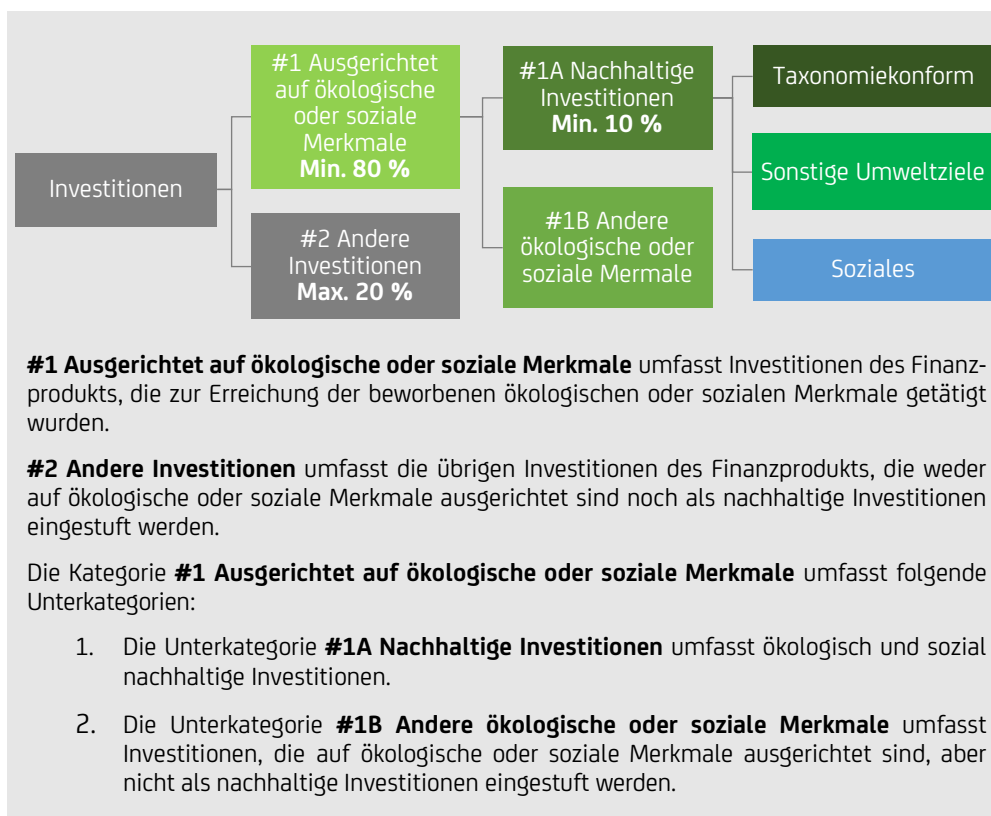 #1 Ausgerichtet
auf ökologische
oder soziale
Merkmale
Min. 80 %
#1A Nachhaltige
Investitionen
Min. 10 %
Taxonomiekonform
Investitionen
Sonstige Umweltziele
#2 Andere
Investitionen
Max. 20 %
#1B Andere
ökologische oder
soziale Mermale
Soziales
#1 Ausgerichtet auf ökologische oder soziale Merkmale umfasst Investitionen des Finanz-
produkts, die zur Erreichung der beworbenen ökologischen oder sozialen Merkmale getätigt
wurden.
#2 Andere Investitionen umfasst die übrigen Investitionen des Finanzprodukts, die weder
auf ökologische oder soziale Merkmale ausgerichtet sind noch als nachhaltige Investitionen
eingestuft werden.
Die Kategorie #1 Ausgerichtet auf ökologische oder soziale Merkmale umfasst folgende
Unterkategorien:
1. Die Unterkategorie #1A Nachhaltige Investitionen umfasst ökologisch und sozial
nachhaltige Investitionen.
2. Die Unterkategorie #1B Andere ökologische oder soziale Merkmale umfasst
Investitionen, die auf ökologische oder soziale Merkmale ausgerichtet sind, aber
nicht als nachhaltige Investitionen eingestuft werden.